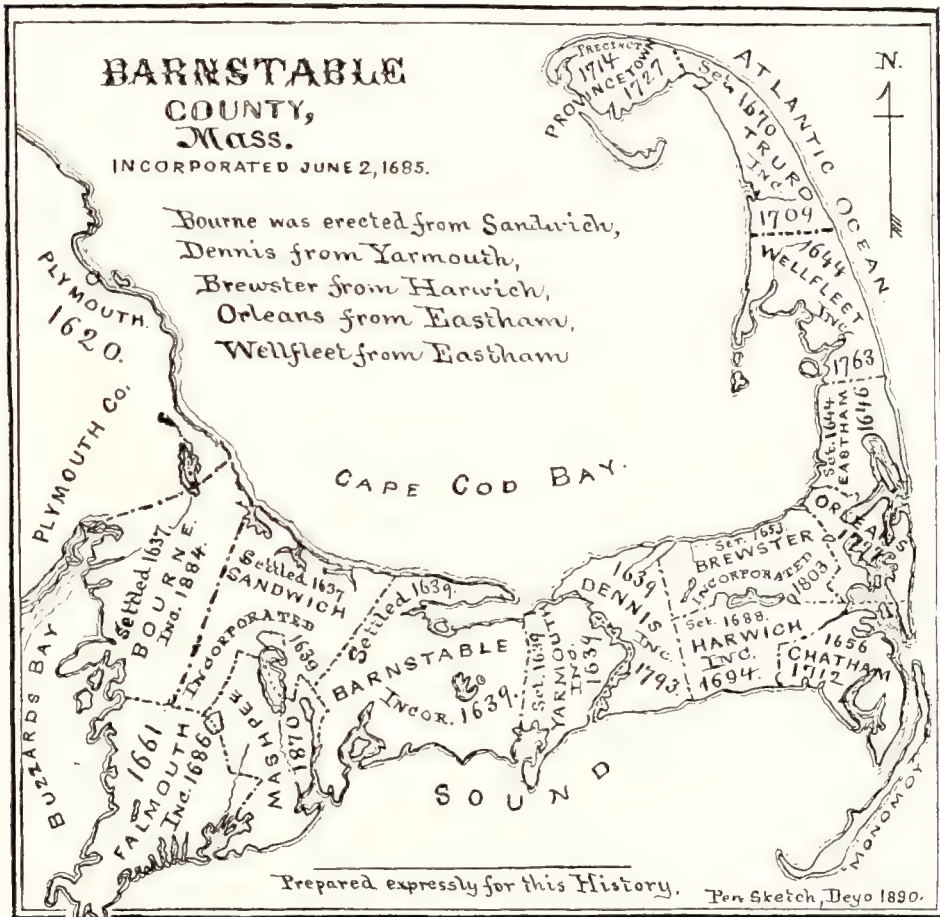 BARNSTABLE
COUNTY,
Mass.
INCORPORATED JUNE 2, 1685.
Bourne was erected from Sandwich,
Dennis from Yarmouth,
Brewster from Harwich,
Orleans from Eastham,
Wellfleet from Eastham
N.
ATLANTIC OCEAN.
PRECINCT
1714
PROVINCETOWN
1727
Set. 1670
TRURO
INC.
1709
1644
WELLFLEET
INC.
1763
Set. 1644
EASTHAM
1646
ORLEANS
1797
PLYMOUTH.
1620.
PLYMOUTH Co.
CAPE COD BAY.
Settled 1637
BOURNE.
Inc. 1884.
Settled 1637
SANDWICH
INCORPORATED
1639
Settled 1639.
BARNSTABLE
INCOR. 1639.
Set. 1639
YARMOUTH
INC.
1639
1639
DENNIS
INC.
1793.
Set. 1653.
BREWSTER
INCORPORATED
1803
Set. 1688.
HARWICH
INC.
1694.
1656
CHATHAM
1712
BUZZARDS BAY
1661
FALMOUTH
Inc. 1686
MASHPEE
1870
SOUND
MONOMOY
Prepared expressly for this History.
Pen Sketch, Deyo 1890.